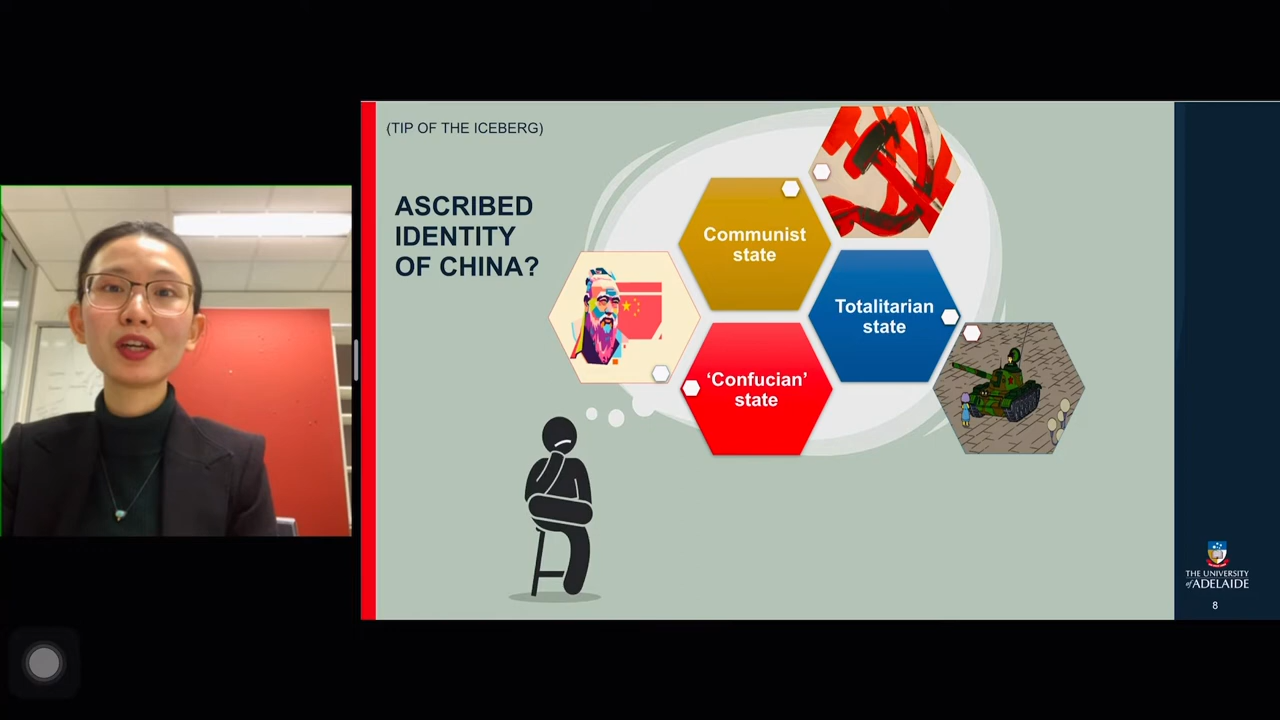 (TIP OF THE ICEBERG)
ASCRIBED
IDENTITY
OF CHINA?
Communist
state
Totalitarian
state
‘Confucian’
state
THE UNIVERSITY
of ADELAIDE
8